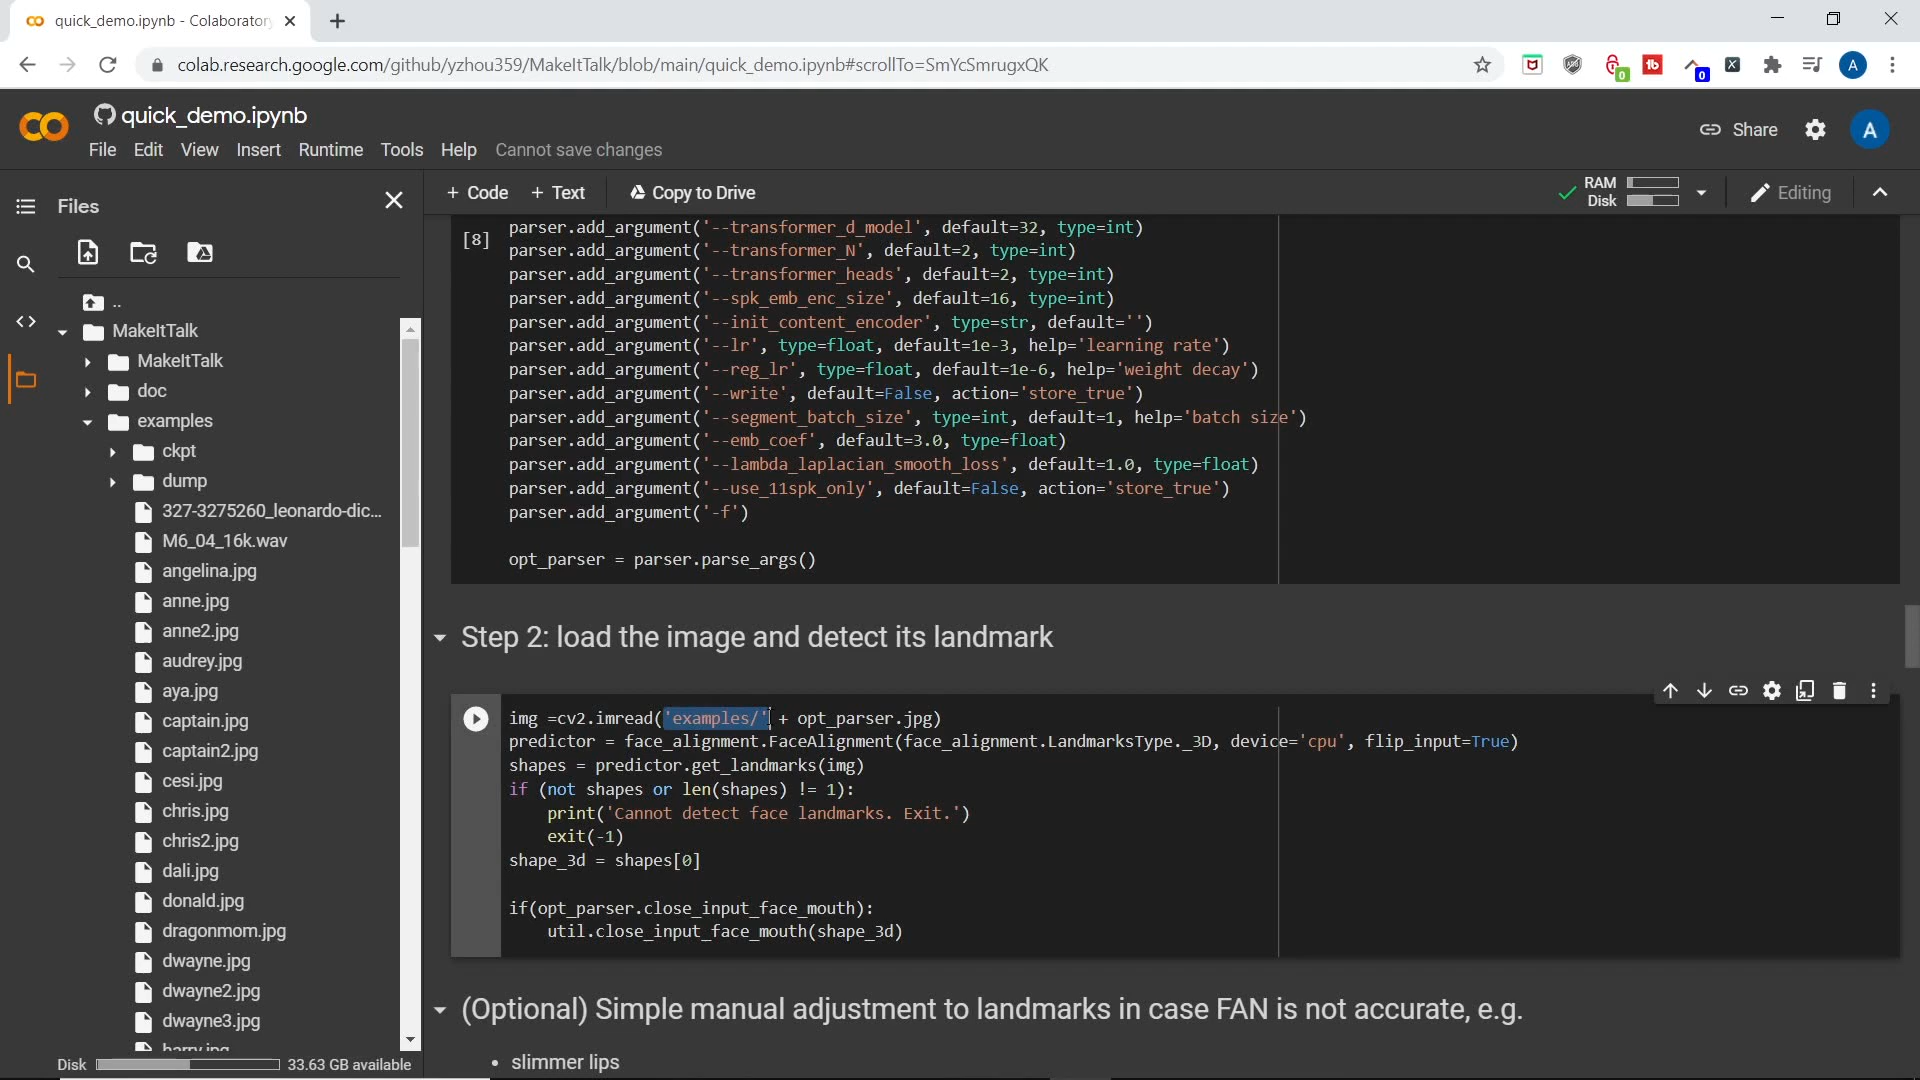 quick_demo.ipynb - Colaboratory
colab.research.google.com/github/yzhou359/MakeItTalk/blob/main/quick_demo.ipynb#scrollTo=SmYcSmrugxQK
0
0
A
quick_demo.ipynb
Share
A
File Edit View Insert Runtime Tools Help Cannot save changes
Files
+ Code + Text Copy to Drive
RAM
Disk
Editing
..
MakeItTalk
MakeItTalk
doc
examples
ckpt
dump
327-3275260_leonardo-dic...
M6_04_16k.wav
angelina.jpg
anne.jpg
anne2.jpg
audrey.jpg
aya.jpg
captain.jpg
captain2.jpg
cesi.jpg
chris.jpg
chris2.jpg
dali.jpg
donald.jpg
dragonmom.jpg
dwayne.jpg
dwayne2.jpg
dwayne3.jpg
harry.jpg
Disk 33.63 GB available
[8]
parser.add_argument('--transformer_d_model', default=32, type=int)
parser.add_argument('--transformer_N', default=2, type=int)
parser.add_argument('--transformer_heads', default=2, type=int)
parser.add_argument('--spk_emb_enc_size', default=16, type=int)
parser.add_argument('--init_content_encoder', type=str, default='')
parser.add_argument('--lr', type=float, default=1e-3, help='learning rate')
parser.add_argument('--reg_lr', type=float, default=1e-6, help='weight decay')
parser.add_argument('--write', default=False, action='store_true')
parser.add_argument('--segment_batch_size', type=int, default=1, help='batch size')
parser.add_argument('--emb_coef', default=3.0, type=float)
parser.add_argument('--lambda_laplacian_smooth_loss', default=1.0, type=float)
parser.add_argument('--use_11spk_only', default=False, action='store_true')
parser.add_argument('-f')
opt_parser = parser.parse_args()
Step 2: load the image and detect its landmark
img =cv2.imread('examples/' + opt_parser.jpg)
predictor = face_alignment.FaceAlignment(face_alignment.LandmarksType._3D, device='cpu', flip_input=True)
shapes = predictor.get_landmarks(img)
if (not shapes or len(shapes) != 1):
    print('Cannot detect face landmarks. Exit.')
    exit(-1)
shape_3d = shapes[0]
if(opt_parser.close_input_face_mouth):
    util.close_input_face_mouth(shape_3d)
(Optional) Simple manual adjustment to landmarks in case FAN is not accurate, e.g.
• slimmer lips